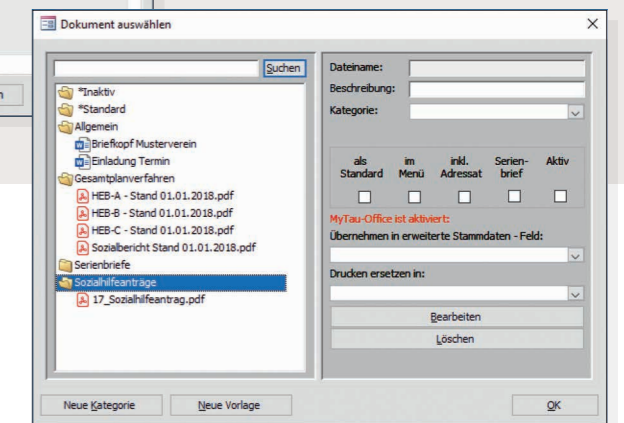 Dokument auswählen
Suchen
*Inaktiv
*Standard
Allgemein
Briefkopf Musterverein
Einladung Termin
Gesamtplanverfahren
HEB-A - Stand 01.01.2018.pdf
HEB-B - Stand 01.01.2018.pdf
HEB-C - Stand 01.01.2018.pdf
Sozialbericht Stand 01.01.2018.pdf
Serienbriefe
Sozialhilfeanträge
17_Sozialhilfeantrag.pdf
Neue Kategorie Neue Vorlage
Dateiname:
Beschreibung:
Kategorie:
als Standard im Menü inkl. Adressat Serien-brief Aktiv
MyTau-Office ist aktiviert:
Übernehmen in erweiterte Stammdaten - Feld:
Drucken ersetzen in:
Bearbeiten
Löschen
OK